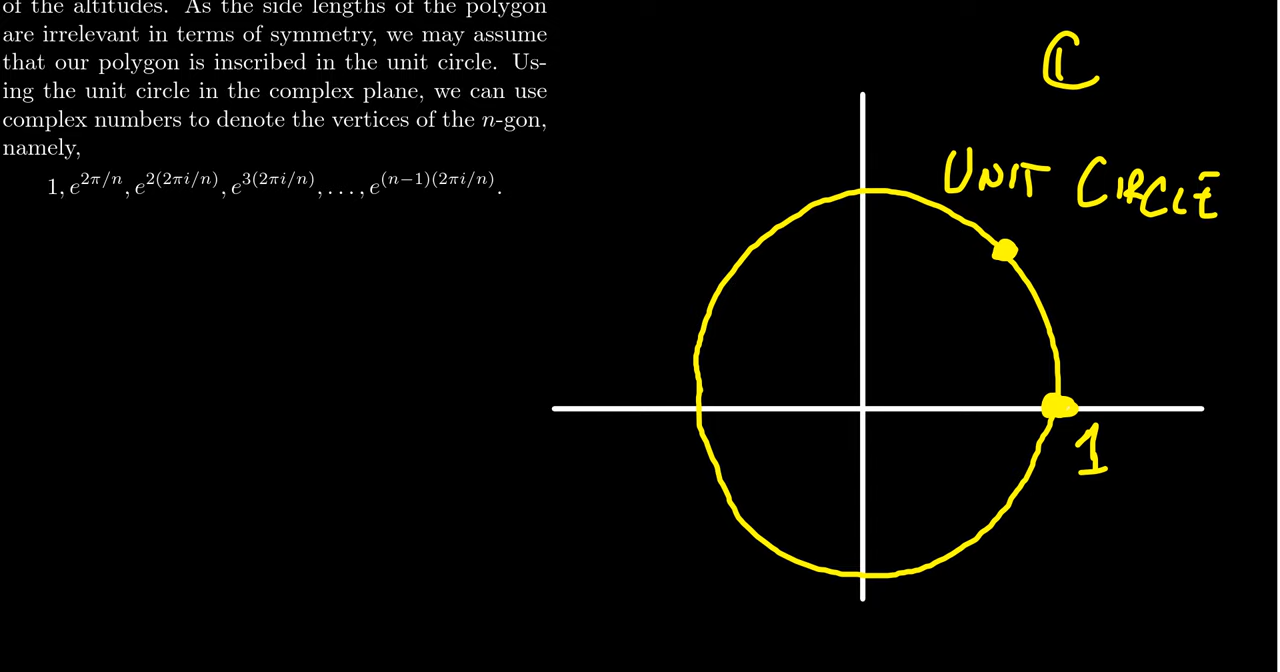 of the altitudes. As the side lengths of the polygon
are irrelevant in terms of symmetry, we may assume
that our polygon is inscribed in the unit circle. Us-
ing the unit circle in the complex plane, we can use
complex numbers to denote the vertices of the n-gon,
namely,
1, e^{2π/n}, e^{2(2πi/n)}, e^{3(2πi/n)}, . . . , e^{(n−1)(2πi/n)}.
ℂ
UNIT CIRCLE
1